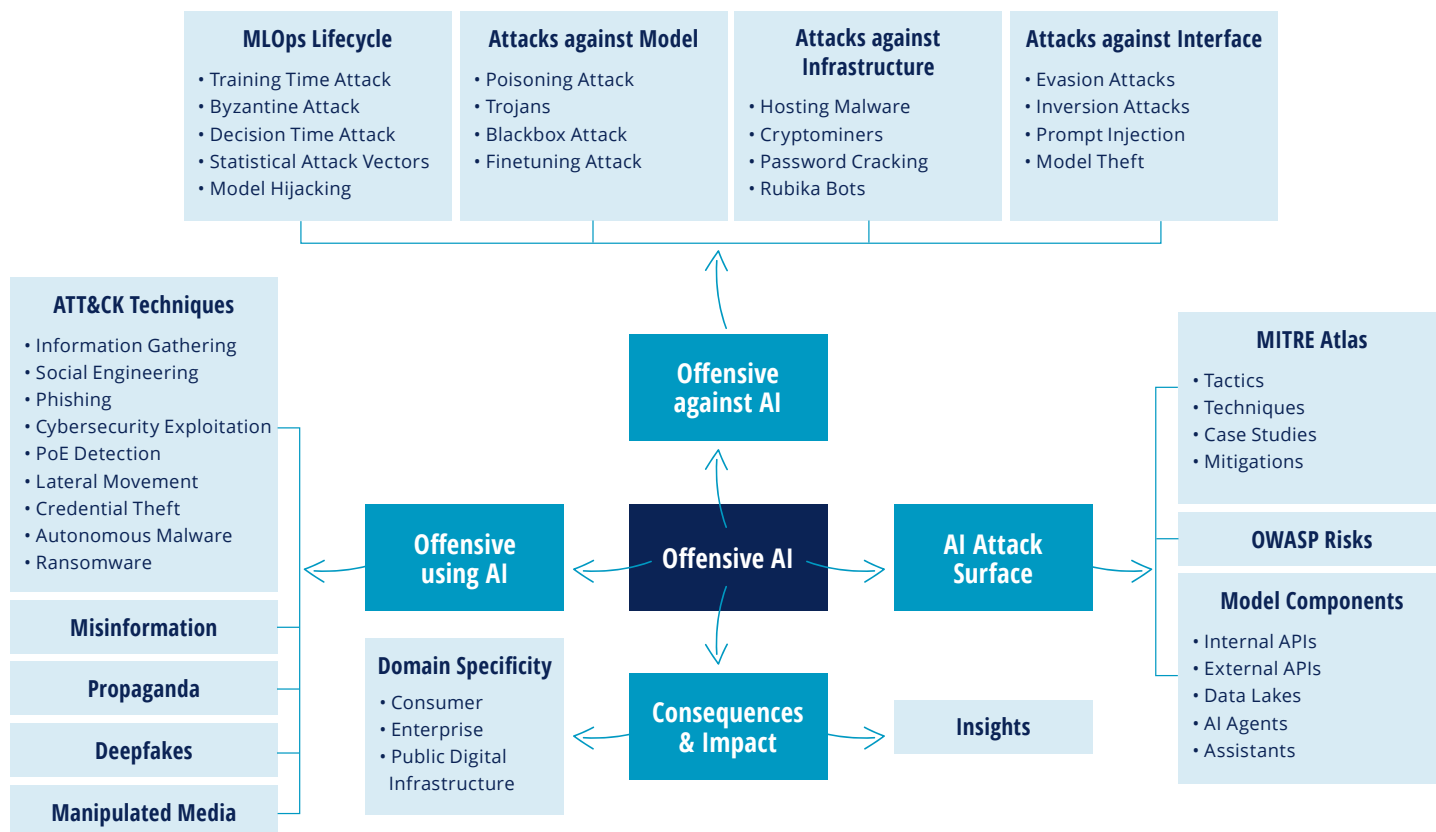 MLOps Lifecycle
• Training Time Attack
• Byzantine Attack
• Decision Time Attack
• Statistical Attack Vectors
• Model Hijacking
Attacks against Model
• Poisoning Attack
• Trojans
• Blackbox Attack
• Finetuning Attack
Attacks against
Infrastructure
• Hosting Malware
• Cryptominers
• Password Cracking
• Rubika Bots
Attacks against Interface
• Evasion Attacks
• Inversion Attacks
• Prompt Injection
• Model Theft
ATT&CK Techniques
• Information Gathering
• Social Engineering
• Phishing
• Cybersecurity Exploitation
• PoE Detection
• Lateral Movement
• Credential Theft
• Autonomous Malware
• Ransomware
Misinformation
Propaganda
Deepfakes
Manipulated Media
Offensive
against AI
Offensive
using AI
Offensive AI
AI Attack
Surface
Domain Specificity
• Consumer
• Enterprise
• Public Digital
Infrastructure
Consequences
& Impact
Insights
MITRE Atlas
• Tactics
• Techniques
• Case Studies
• Mitigations
OWASP Risks
Model Components
• Internal APIs
• External APIs
• Data Lakes
• AI Agents
• Assistants